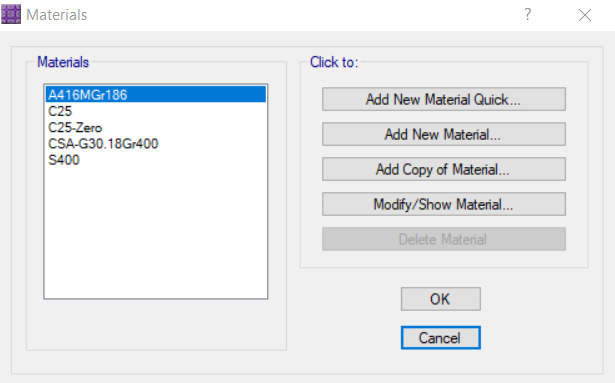 Materials
?
Materials
A416MGr186
C25
C25-Zero
CSA-G30.18Gr400
S400
Click to:
Add New Material Quick...
Add New Material...
Add Copy of Material...
Modify/Show Material...
Delete Material
OK
Cancel